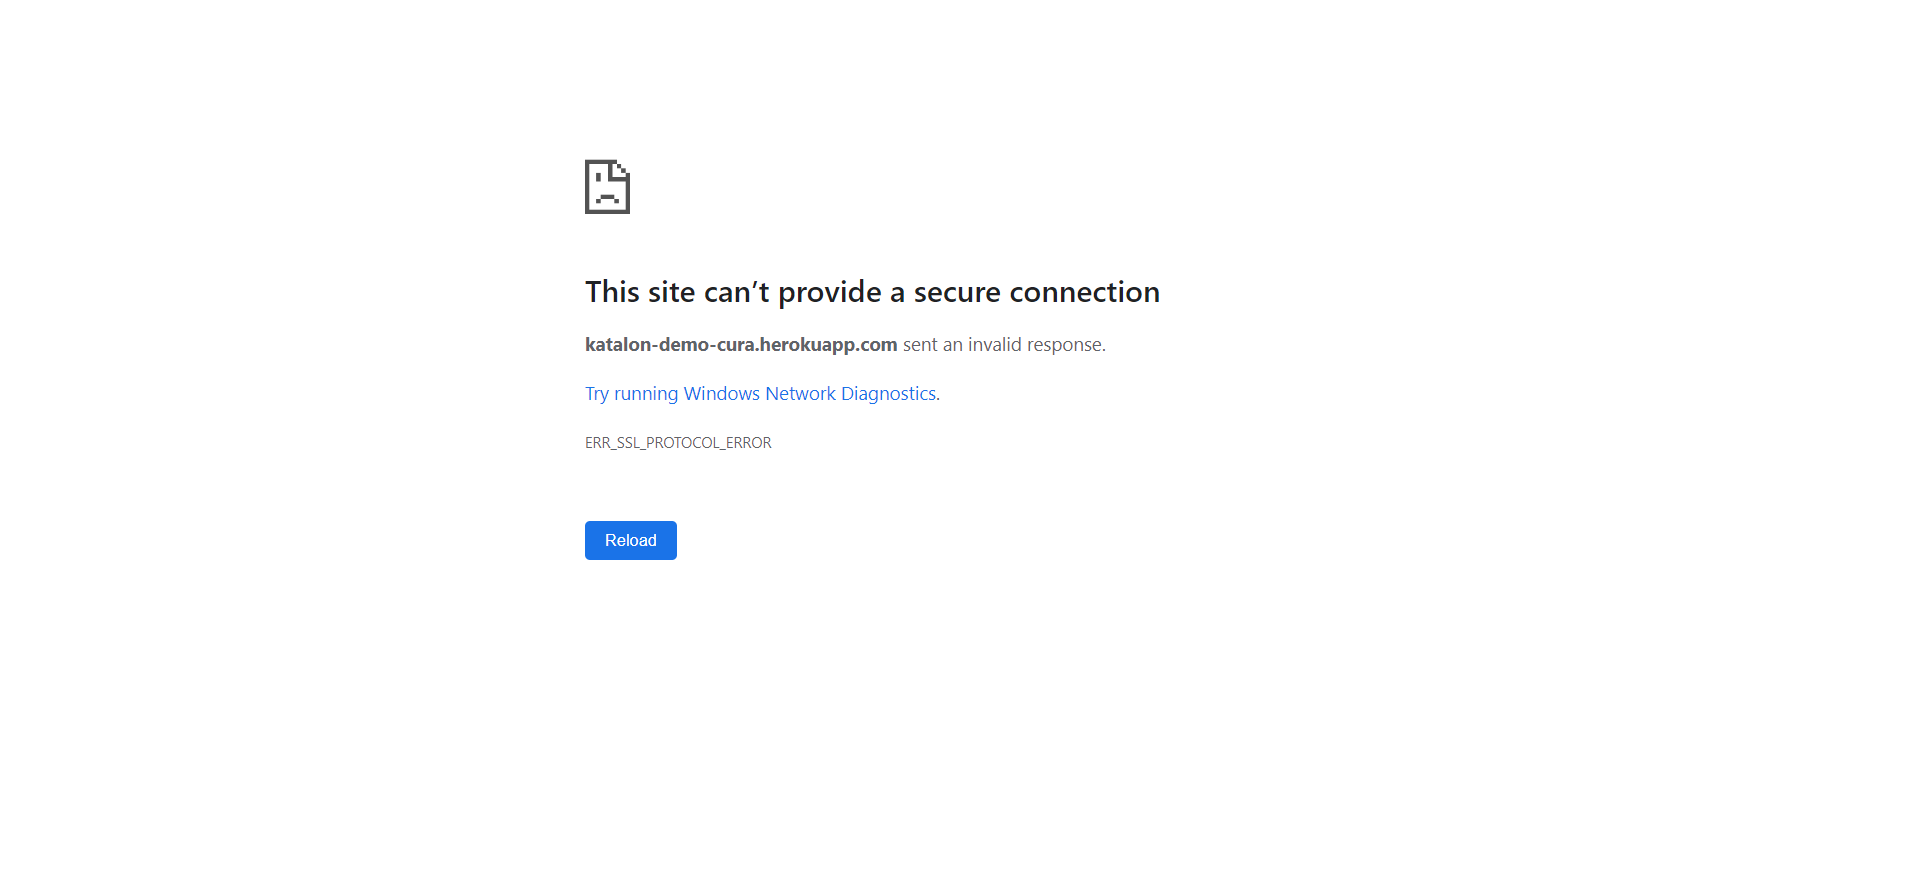 This site can’t provide a secure connection
katalon-demo-cura.herokuapp.com sent an invalid response.
Try running Windows Network Diagnostics.
ERR_SSL_PROTOCOL_ERROR
Reload